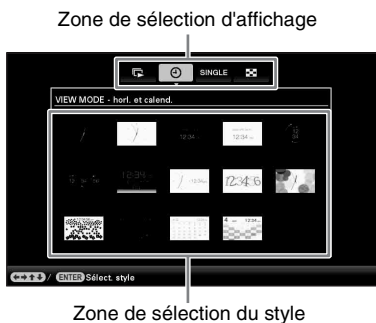 Zone de sélection d'affichage
SINGLE
VIEW MODE - horl. et calend.
12:34
12:34
12:34
12:34
12:34:56
12:34
ENTER Sélect. style
Zone de sélection du style